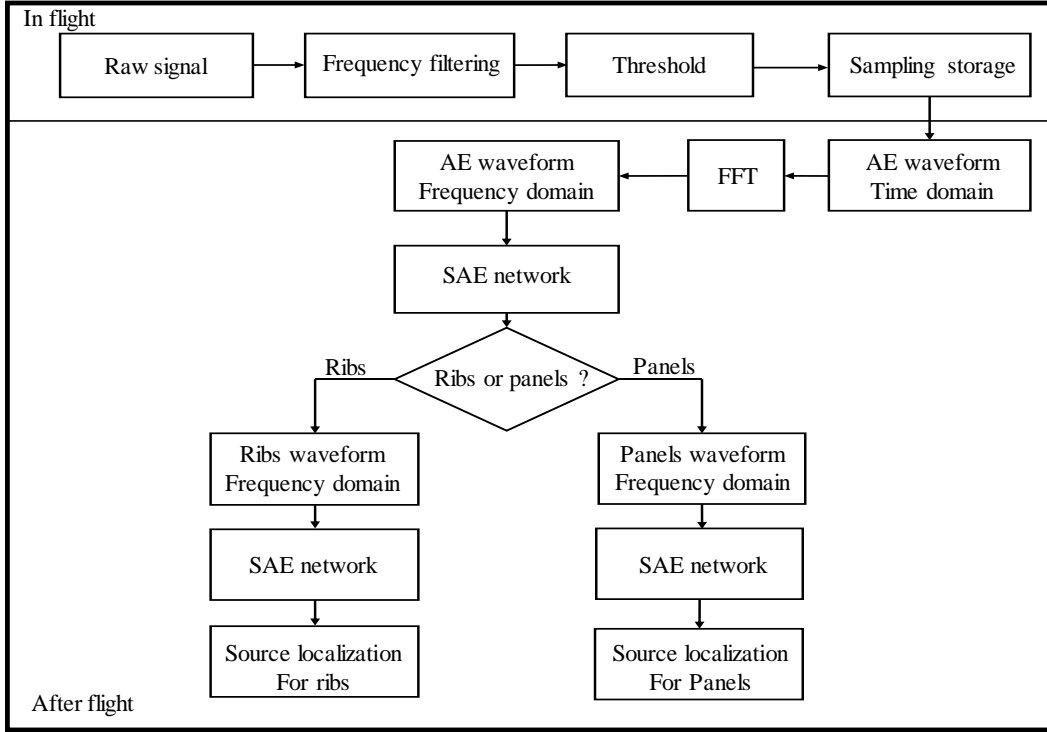 In flight
Raw signal
Frequency filtering
Threshold
Sampling storage
AE waveform
Frequency domain
FFT
AE waveform
Time domain
SAE network
Ribs
Ribs or panels ?
Panels
Ribs waveform
Frequency domain
Panels waveform
Frequency domain
SAE network
SAE network
Source localization
For ribs
Source localization
For Panels
After flight